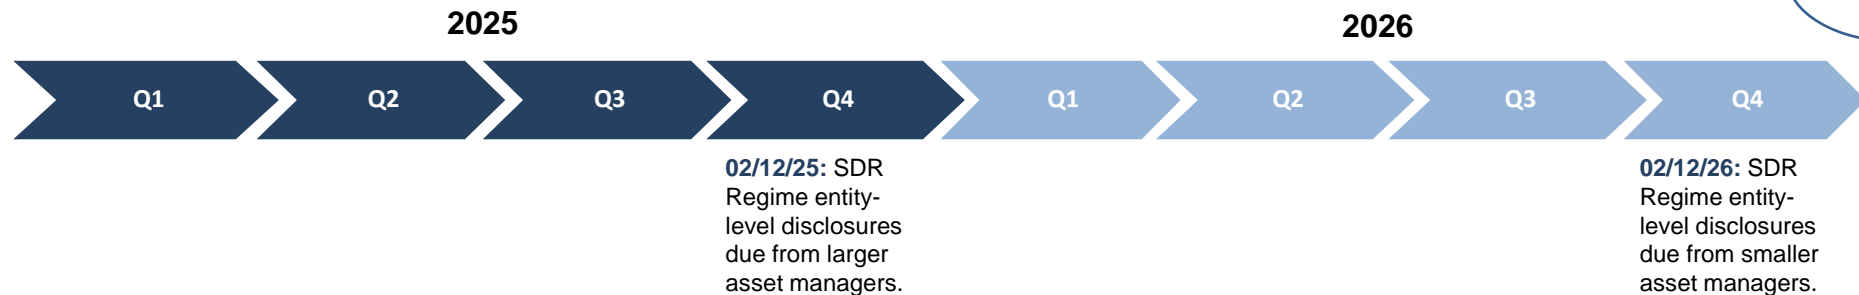 2025
2026
Q1
Q2
Q3
Q4
Q1
Q2
Q3
Q4
02/12/25: SDR
Regime entity-
level disclosures
due from larger
asset managers.
02/12/26: SDR
Regime entity-
level disclosures
due from smaller
asset managers.